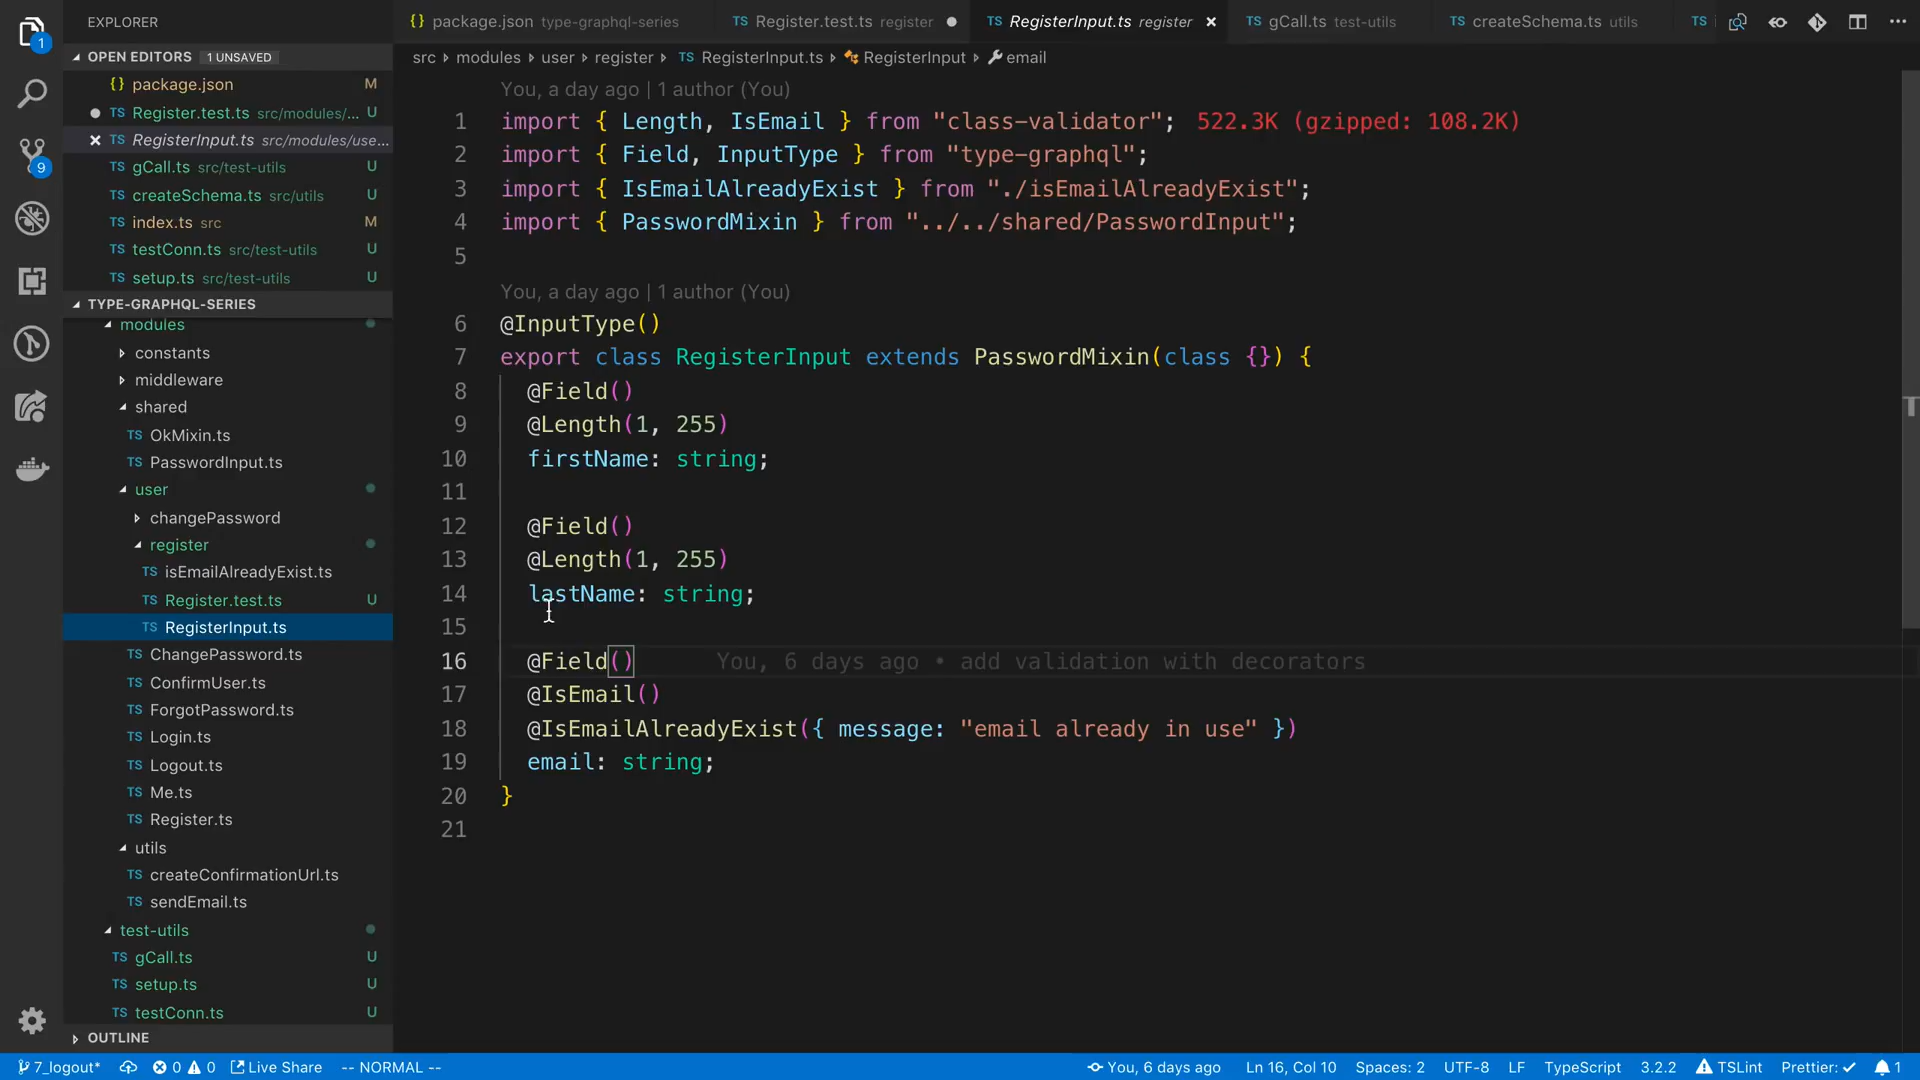 EXPLORER
OPEN EDITORS 1 UNSAVED
{} package.json M
TS Register.test.ts src/modules/... U
TS RegisterInput.ts src/modules/use...
TS gCall.ts src/test-utils U
TS createSchema.ts src/utils U
TS index.ts src M
TS testConn.ts src/test-utils U
TS setup.ts src/test-utils U
TYPE-GRAPHQL-SERIES
modules
constants
middleware
shared
TS OkMixin.ts
TS PasswordInput.ts
user
changePassword
register
TS isEmailAlreadyExist.ts
TS Register.test.ts U
TS RegisterInput.ts
TS ChangePassword.ts
TS ConfirmUser.ts
TS ForgotPassword.ts
TS Login.ts
TS Logout.ts
TS Me.ts
TS Register.ts
utils
TS createConfirmationUrl.ts
TS sendEmail.ts
test-utils
TS gCall.ts U
TS setup.ts U
TS testConn.ts U
OUTLINE
1
9
{} package.json type-graphql-series
TS Register.test.ts register
TS RegisterInput.ts register
TS gCall.ts test-utils
TS createSchema.ts utils
TS
src modules user register TS RegisterInput.ts RegisterInput email
You, a day ago | 1 author (You)
1 import { Length, IsEmail } from "class-validator"; 522.3K (gzipped: 108.2K)
2 import { Field, InputType } from "type-graphql";
3 import { IsEmailAlreadyExist } from "./isEmailAlreadyExist";
4 import { PasswordMixin } from "../../shared/PasswordInput";
5
You, a day ago | 1 author (You)
6 @InputType()
7 export class RegisterInput extends PasswordMixin(class {}) {
8 @Field()
9 @Length(1, 255)
10 firstName: string;
11
12 @Field()
13 @Length(1, 255)
14 lastName: string;
15
16 @Field() You, 6 days ago • add validation with decorators
17 @IsEmail()
18 @IsEmailAlreadyExist({ message: "email already in use" })
19 email: string;
20 }
21
7_logout* 0 0 Live Share -- NORMAL -- You, 6 days ago Ln 16, Col 10 Spaces: 2 UTF-8 LF TypeScript 3.2.2 TSLint Prettier: 1